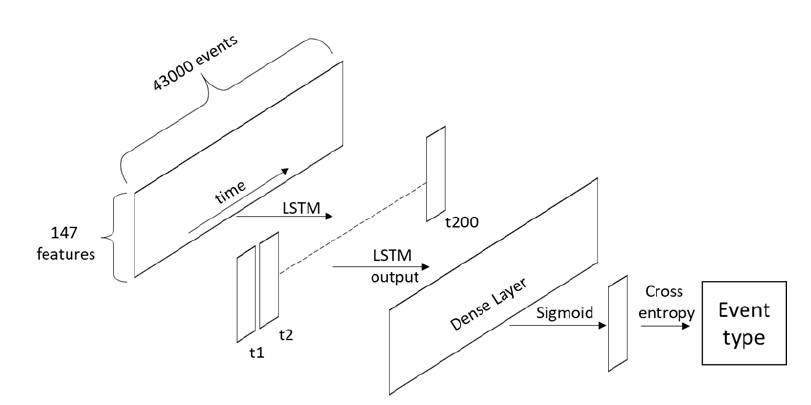 43000 events
time
147
features
LSTM
t200
t1
t2
LSTM
output
Dense Layer
Sigmoid
Cross
entropy
Event
type